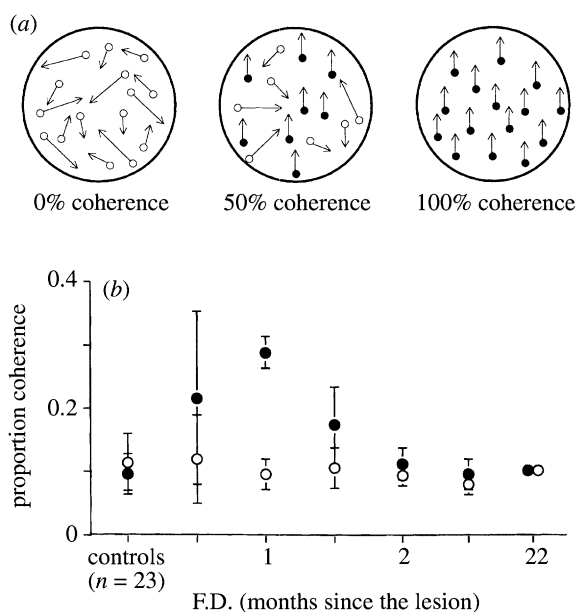 (a)
0% coherence
50% coherence
100% coherence
(b)
proportion coherence
0.4
0.2
0
controls
(n = 23)
1
2
22
F.D. (months since the lesion)